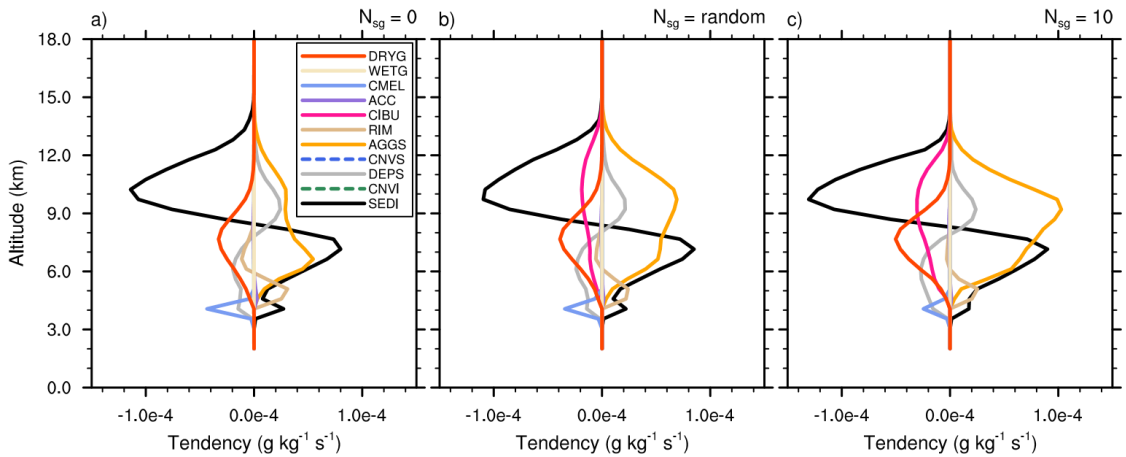 a) N_sg = 0 b) N_sg = random c) N_sg = 10
18.0
15.0
12.0
9.0
6.0
3.0
0.0
Altitude (km)
DRYG
WETG
CMEL
ACC
CIBU
RIM
AGGS
CNVS
DEPS
CNVI
SEDI
-1.0e-4 0.0e-4 1.0e-4 -1.0e-4 0.0e-4 1.0e-4 -1.0e-4 0.0e-4 1.0e-4
Tendency (g kg⁻¹ s⁻¹) Tendency (g kg⁻¹ s⁻¹) Tendency (g kg⁻¹ s⁻¹)